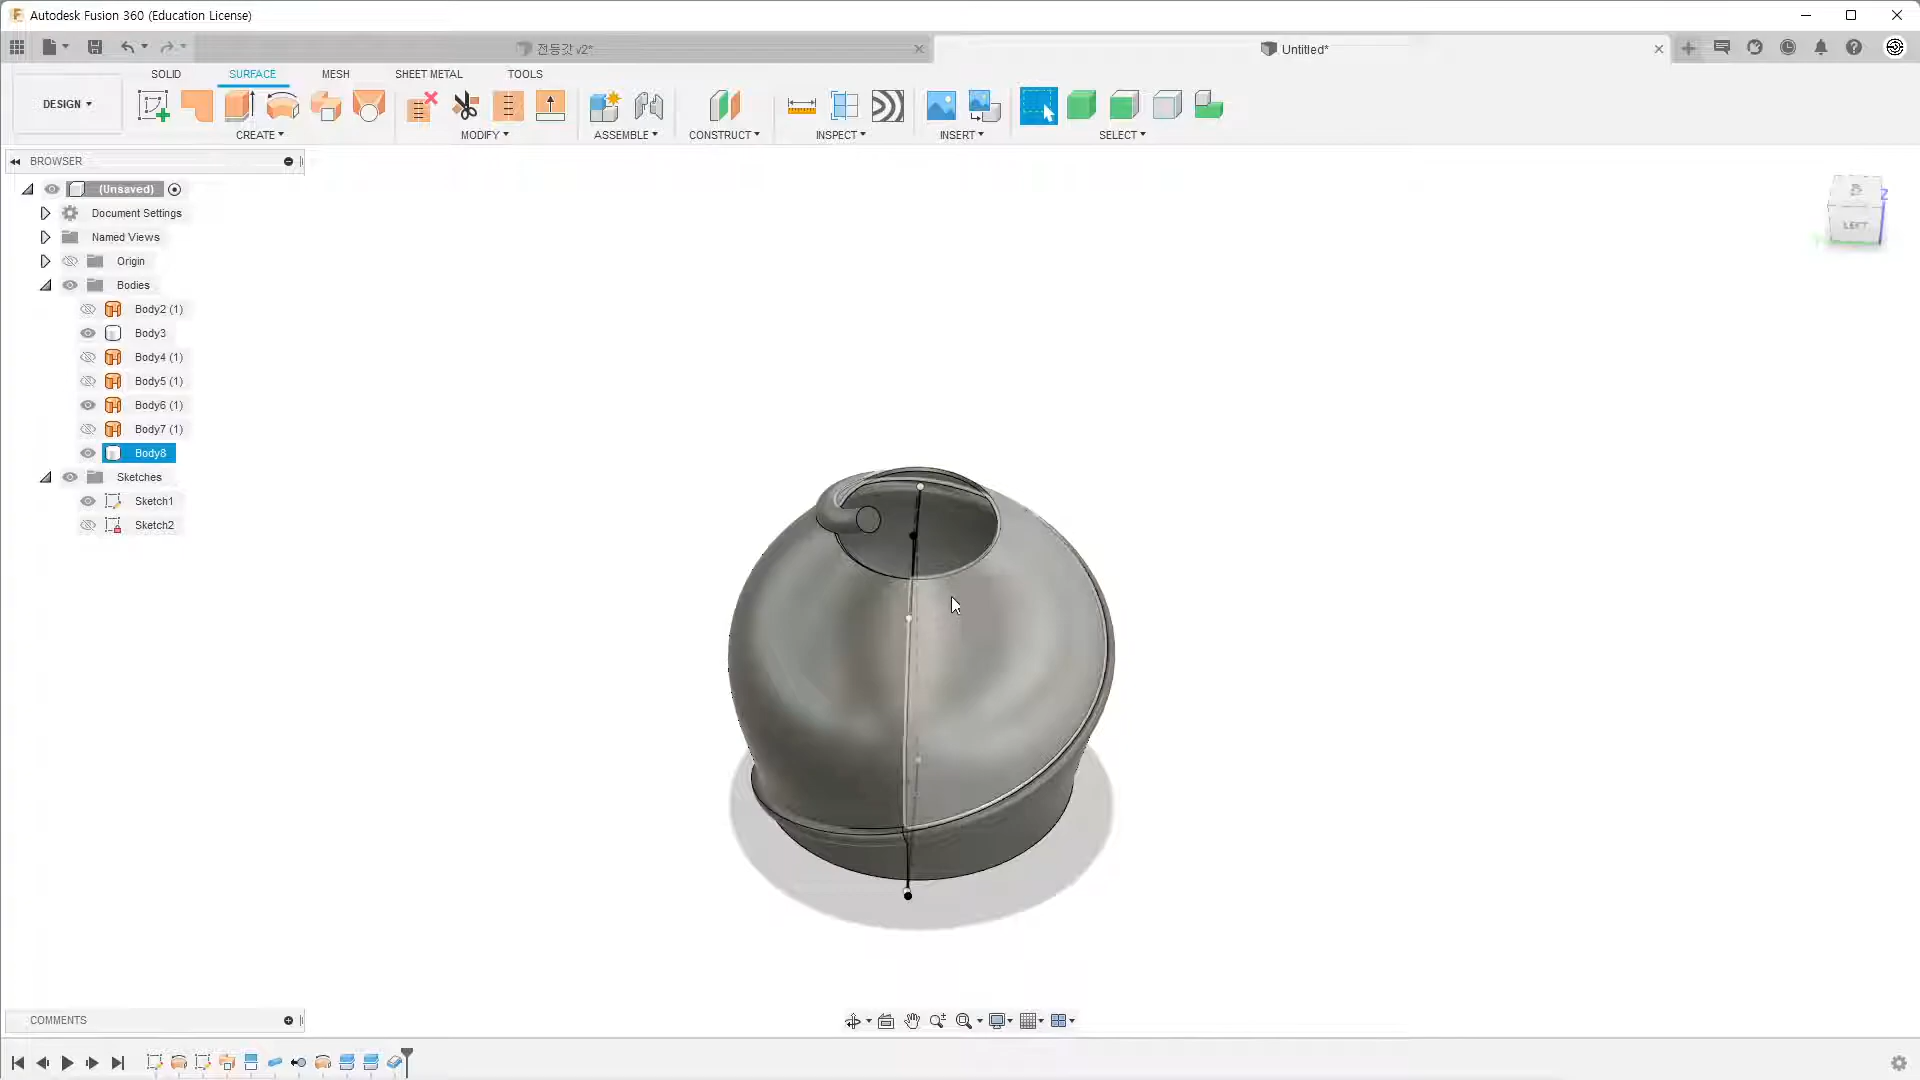 Autodesk Fusion 360 (Education License)
전등갓 v2*
Untitled*
SOLID
SURFACE
MESH
SHEET METAL
TOOLS
DESIGN
CREATE
MODIFY
ASSEMBLE
CONSTRUCT
INSPECT
INSERT
SELECT
BROWSER
(Unsaved)
Document Settings
Named Views
Origin
Bodies
Body2 (1)
Body3
Body4 (1)
Body5 (1)
Body6 (1)
Body7 (1)
Body8
Sketches
Sketch1
Sketch2
LEFT
Z
COMMENTS